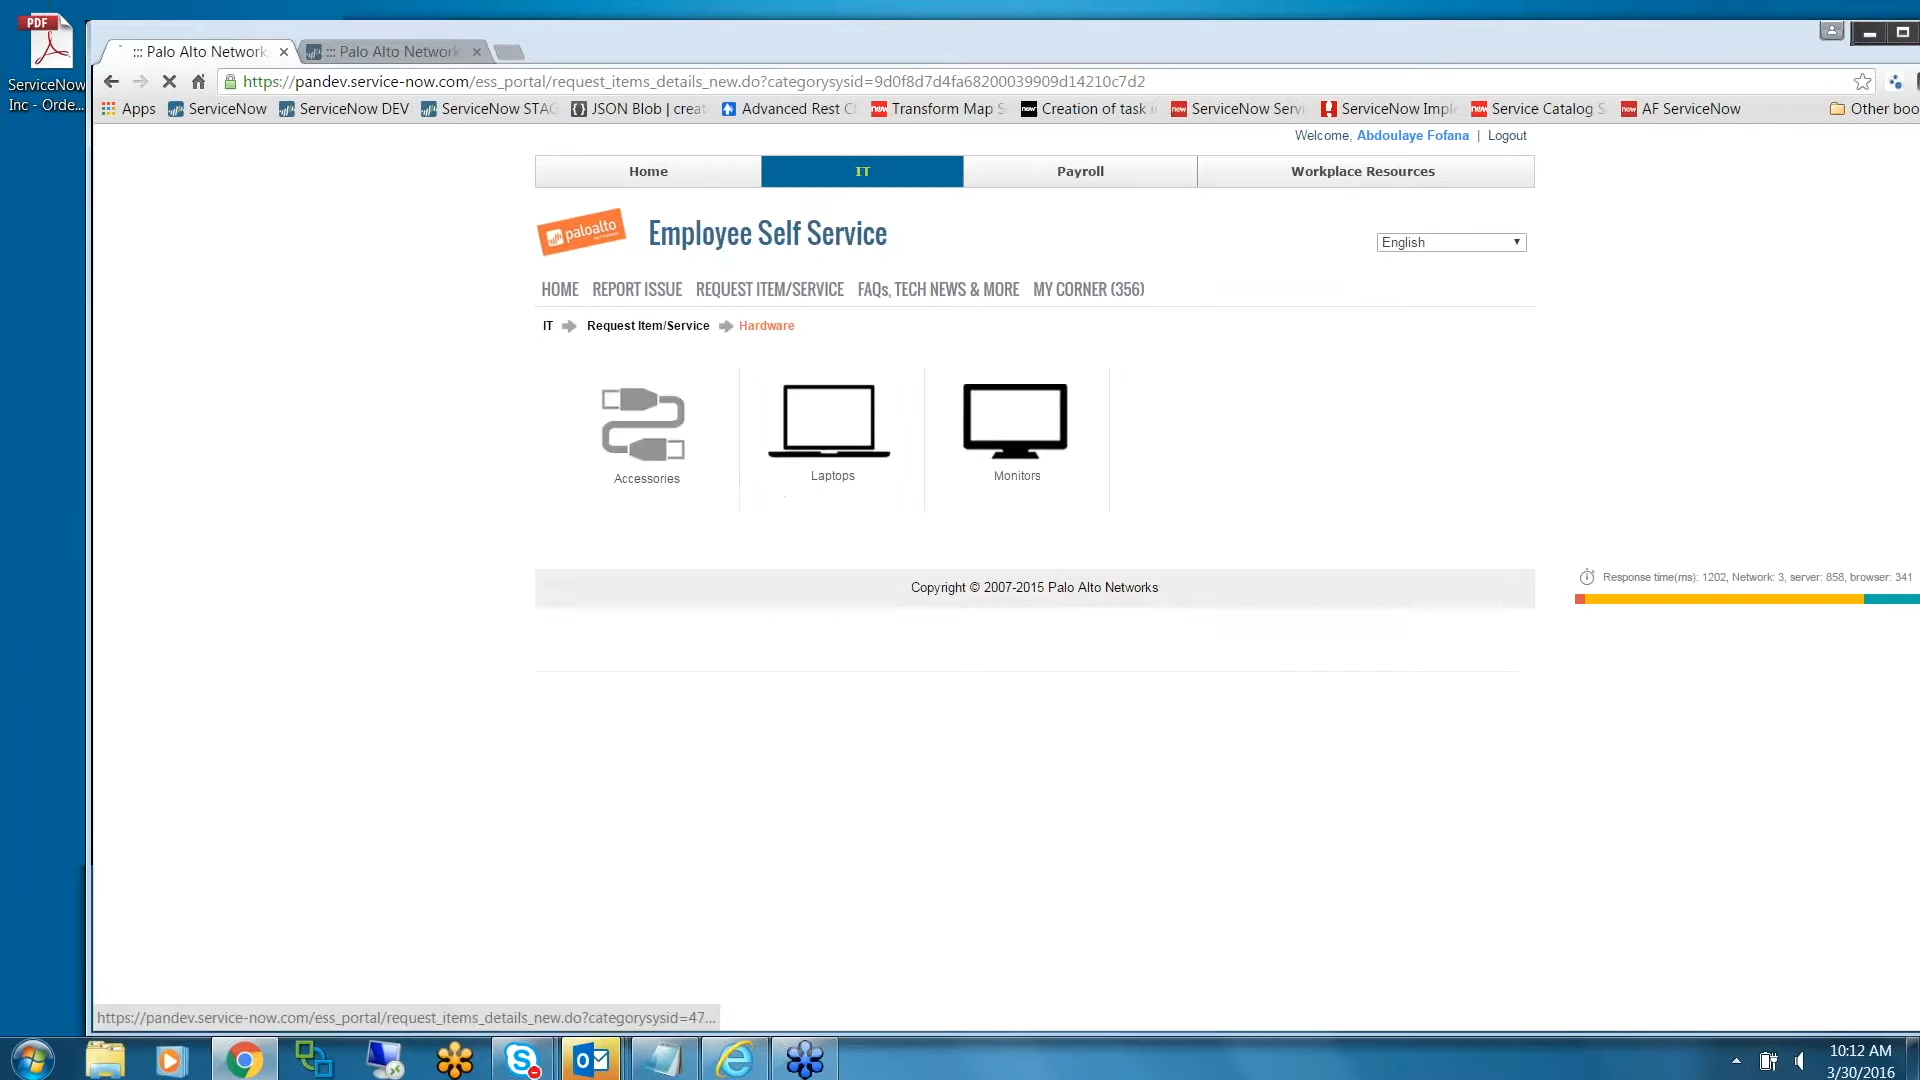 PDF
ServiceNow
Inc - Orde...
::: Palo Alto Network
::: Palo Alto Network
https://pandev.service-now.com/ess_portal/request_items_details_new.do?categorysysid=9d0f8d7d4fa68200039909d14210c7d2
Apps ServiceNow ServiceNow DEV ServiceNow STAG JSON Blob | creat Advanced Rest C Transform Map S Creation of task i ServiceNow Servi ServiceNow Imple Service Catalog S AF ServiceNow Other boo
Welcome, Abdoulaye Fofana | Logout
Home IT Payroll Workplace Resources
paloalto
Employee Self Service
English
HOME REPORT ISSUE REQUEST ITEM/SERVICE FAQs, TECH NEWS & MORE MY CORNER (356)
IT Request Item/Service Hardware
Accessories Laptops Monitors
Copyright © 2007-2015 Palo Alto Networks
Response time(ms): 1202, Network: 3, server: 858, browser: 341
https://pandev.service-now.com/ess_portal/request_items_details_new.do?categorysysid=47...
10:12 AM
3/30/2016